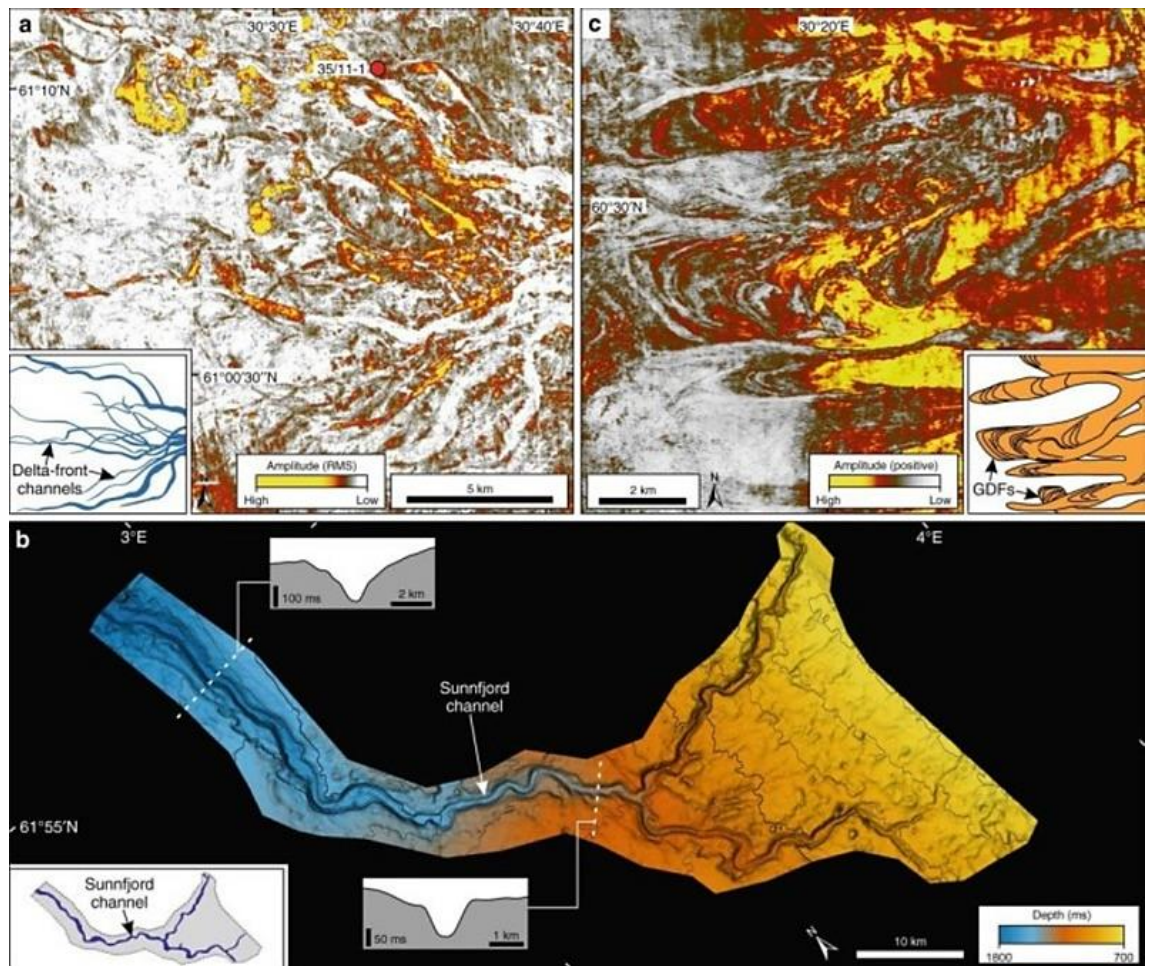 a
30°30'E
30°40'E
35/11-1
61°10'N
61°00'30''N
Delta-front
channels
Amplitude (RMS)
High
Low
5 km
N
c
30°20'E
60°30'N
2 km
N
Amplitude (positive)
High
Low
GDFs
b
3°E
4°E
100 ms
2 km
Sunnfjord
channel
61°55'N
Sunnfjord
channel
50 ms
1 km
N
10 km
Depth (ms)
1800
700